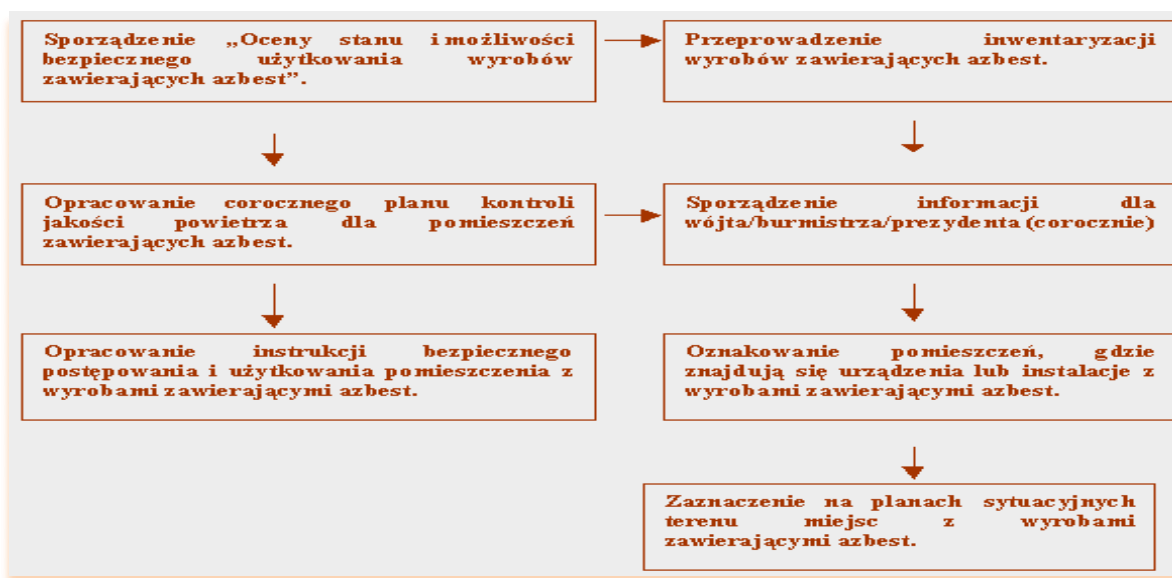 Sporządzenie „Oceny stanu i możliwości
bezpiecznego użytkowania wyrobów
zawierających azbest”.
Przeprowadzenie inwentaryzacji
wyrobów zawierających azbest.
Opracowanie corocznego planu kontroli
jakości powietrza dla pomieszczeń
zawierających azbest.
Sporządzenie informacji dla
wójta/burmistrza/prezydenta (corocznie)
Opracowanie instrukcji bezpiecznego
postępowania i użytkowania pomieszczenia z
wyrobami zawierającymi azbest.
Oznakowanie pomieszczeń, gdzie
znajdują się urządzenia lub instalacje z
wyrobami zawierającymi azbest.
Zaznaczenie na planach sytuacyjnych
terenu miejsc z wyrobami
zawierającymi azbest.